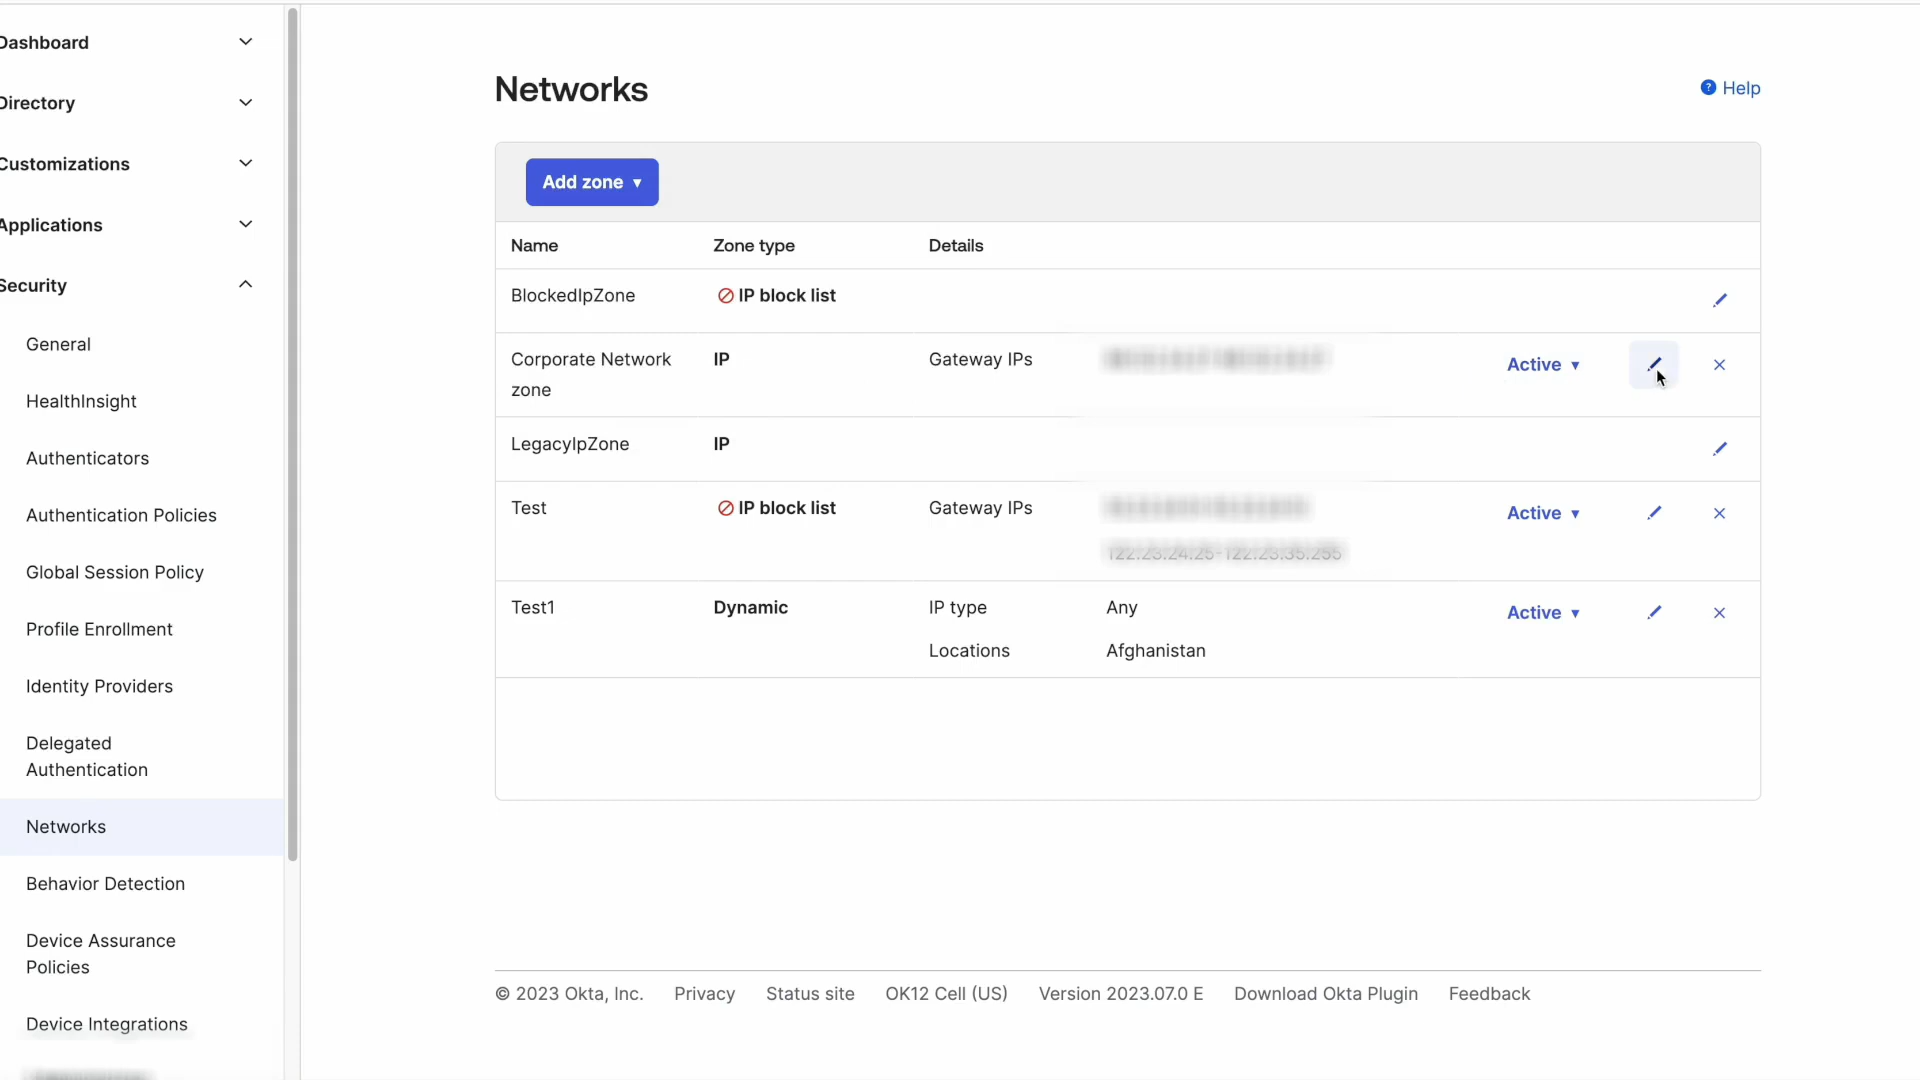 Dashboard
Directory
Customizations
Applications
Security
General
HealthInsight
Authenticators
Authentication Policies
Global Session Policy
Profile Enrollment
Identity Providers
Delegated
Authentication
Networks
Behavior Detection
Device Assurance
Policies
Device Integrations
Networks
? Help
Add zone ▾
Name Zone type Details
BlockedIpZone IP block list
Corporate Network IP Gateway IPs Active ▾
zone
LegacyIpZone IP
Test IP block list Gateway IPs Active ▾
Test1 Dynamic IP type Any Active ▾
Locations Afghanistan
© 2023 Okta, Inc. Privacy Status site OK12 Cell (US) Version 2023.07.0 E Download Okta Plugin Feedback